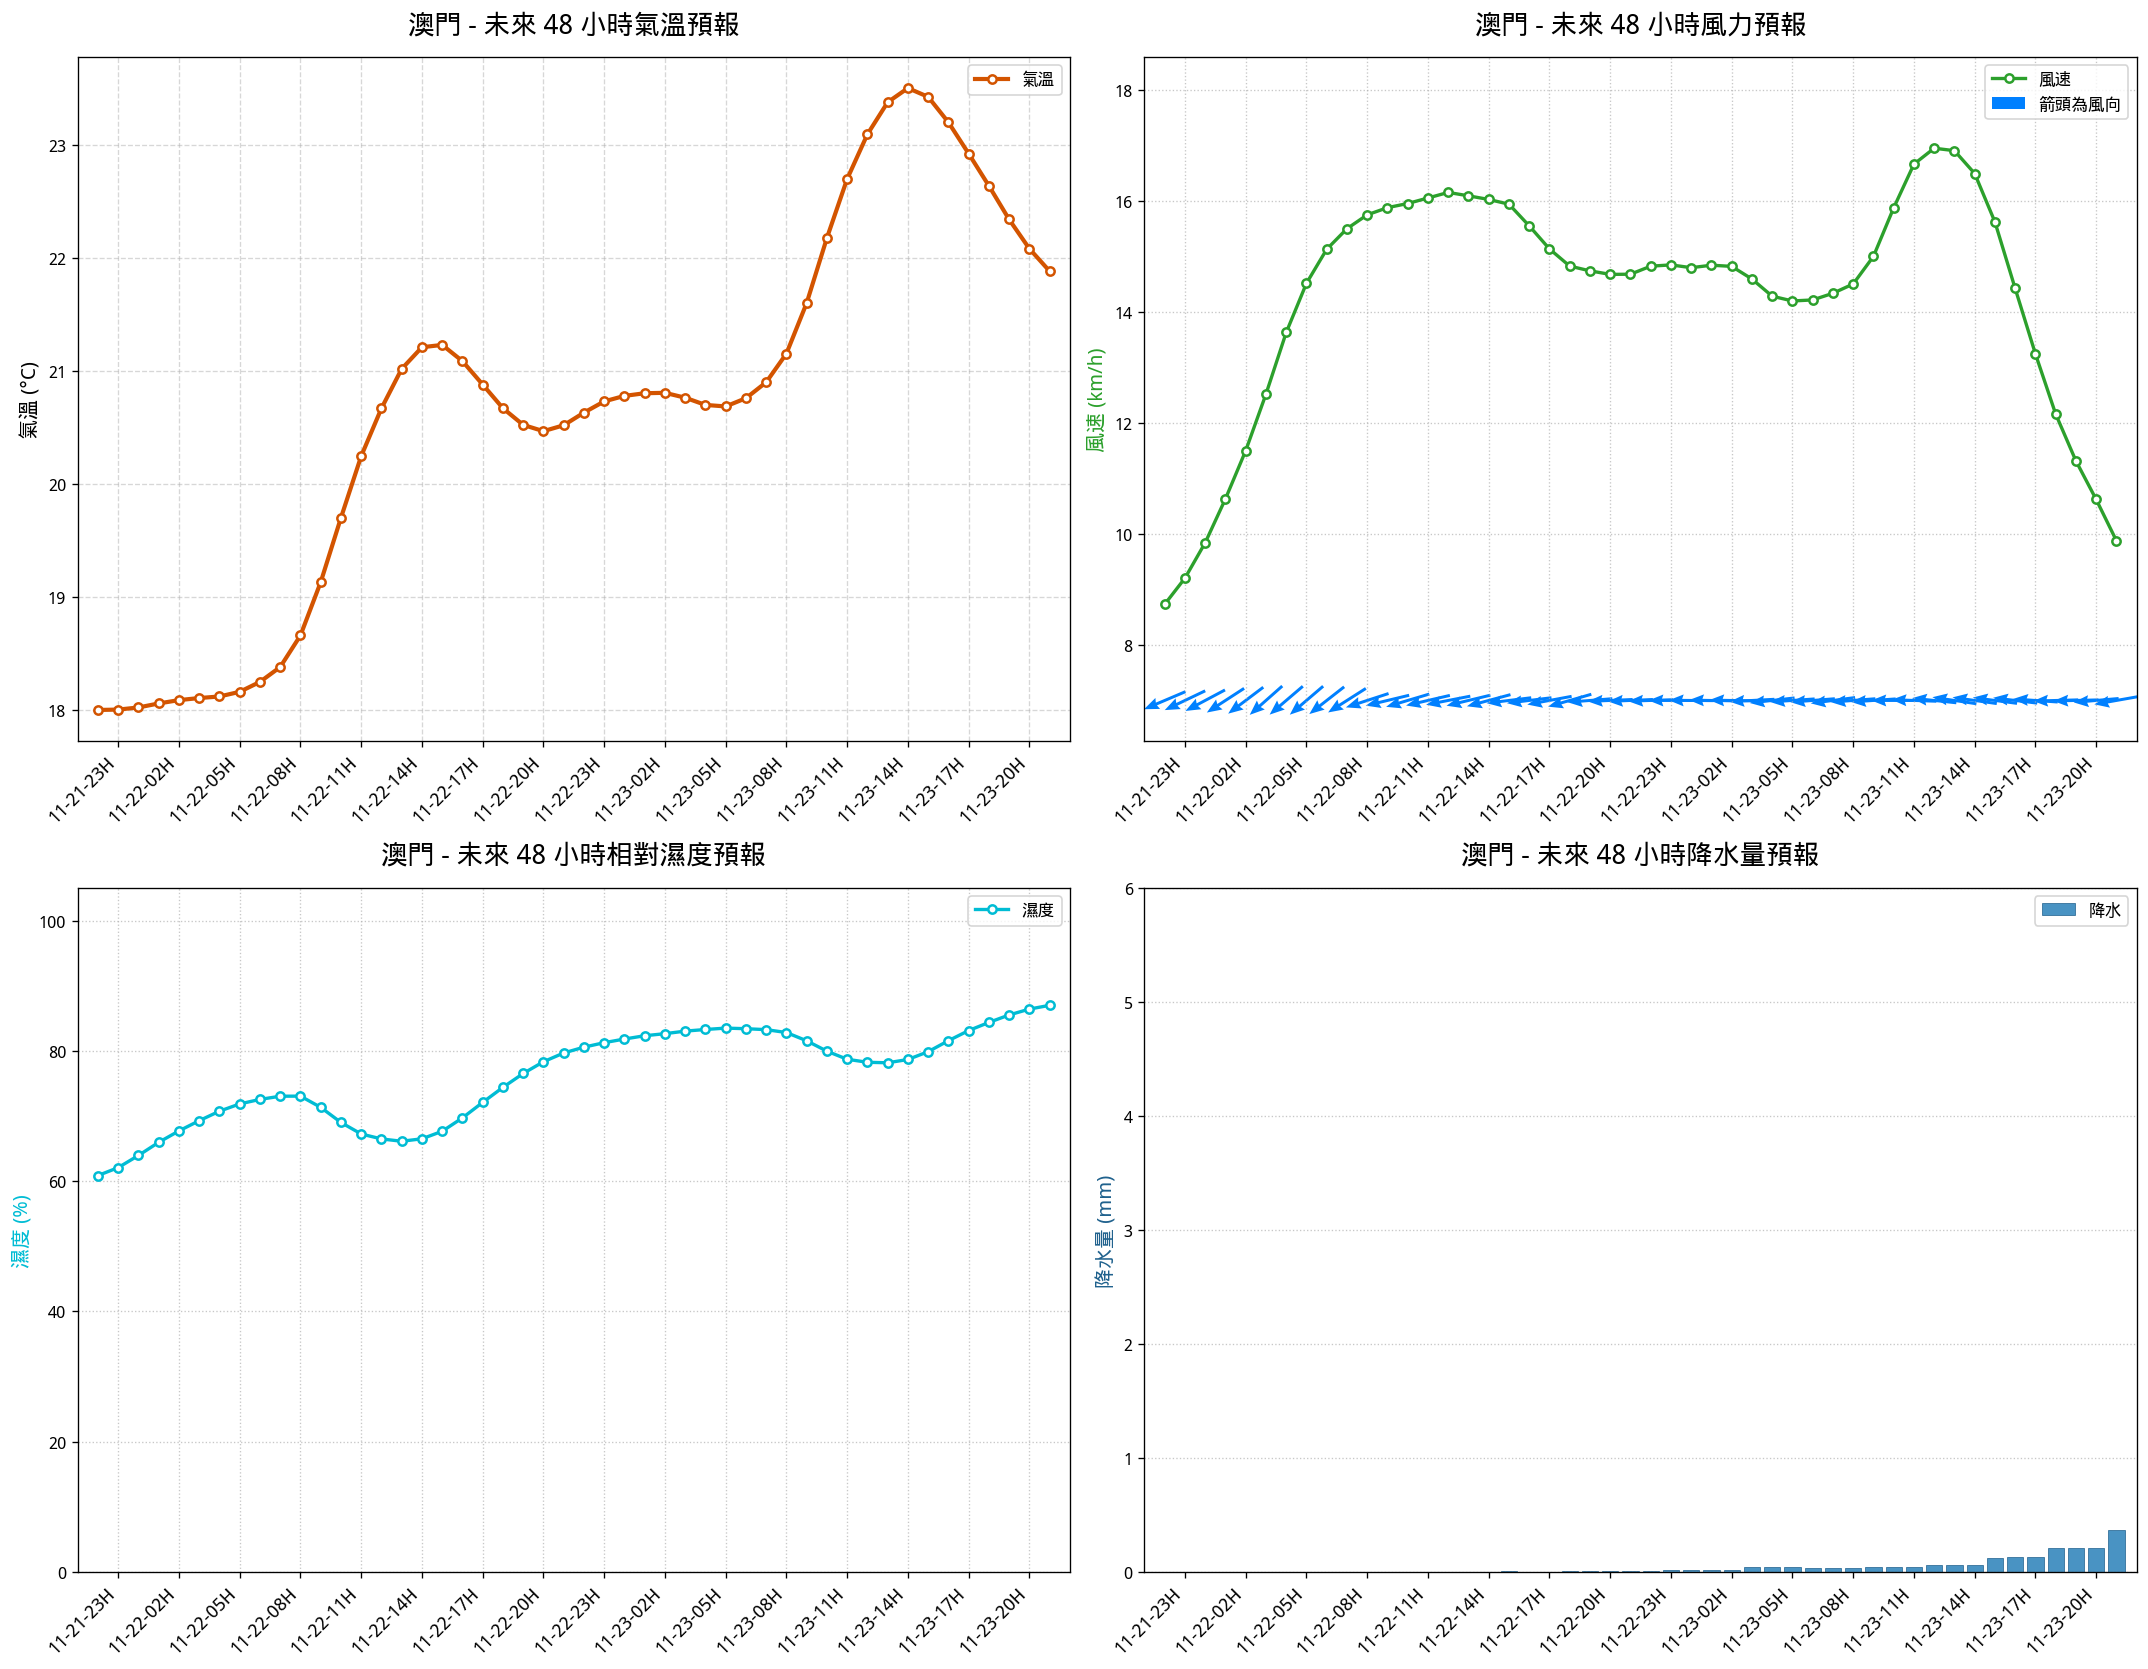 澳門 - 未來 48 小時氣溫預報
氣溫
氣溫 (°C)
23
22
21
20
19
18
11-21-23H
11-22-02H
11-22-05H
11-22-08H
11-22-11H
11-22-14H
11-22-17H
11-22-20H
11-22-23H
11-23-02H
11-23-05H
11-23-08H
11-23-11H
11-23-14H
11-23-17H
11-23-20H
澳門 - 未來 48 小時風力預報
風速
箭頭為風向
風速 (km/h)
18
16
14
12
10
8
11-21-23H
11-22-02H
11-22-05H
11-22-08H
11-22-11H
11-22-14H
11-22-17H
11-22-20H
11-22-23H
11-23-02H
11-23-05H
11-23-08H
11-23-11H
11-23-14H
11-23-17H
11-23-20H
澳門 - 未來 48 小時相對濕度預報
濕度
濕度 (%)
100
80
60
40
20
0
11-21-23H
11-22-02H
11-22-05H
11-22-08H
11-22-11H
11-22-14H
11-22-17H
11-22-20H
11-22-23H
11-23-02H
11-23-05H
11-23-08H
11-23-11H
11-23-14H
11-23-17H
11-23-20H
澳門 - 未來 48 小時降水量預報
降水
降水量 (mm)
6
5
4
3
2
1
0
11-21-23H
11-22-02H
11-22-05H
11-22-08H
11-22-11H
11-22-14H
11-22-17H
11-22-20H
11-22-23H
11-23-02H
11-23-05H
11-23-08H
11-23-11H
11-23-14H
11-23-17H
11-23-20H